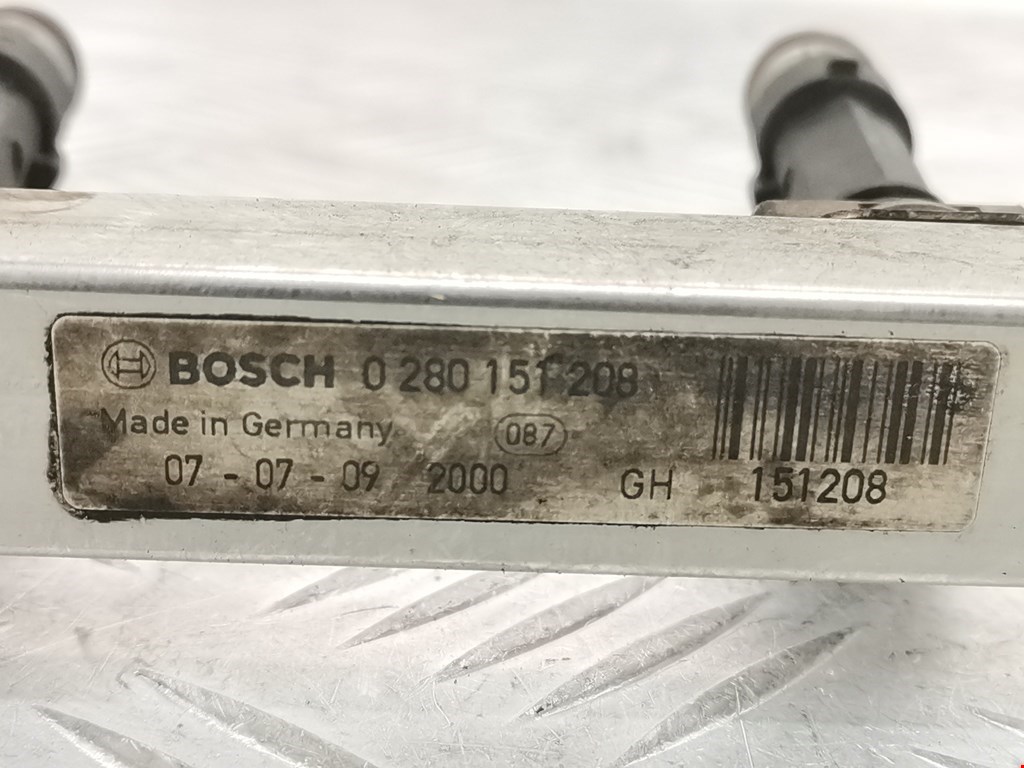 BOSCH 0 280 151 208
Made in Germany 087
07 - 07 - 09 2000 GH 151208